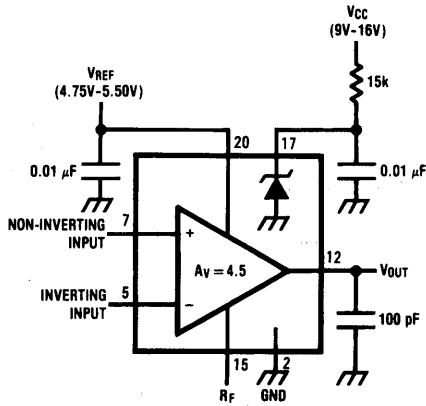 VCC
(9V-16V)
VREF
(4.75V-5.50V)
15k
20
17
0.01 µF
0.01 µF
7
NON-INVERTING
INPUT
+
12
AV = 4.5
VOUT
5
INVERTING
INPUT
−
100 pF
15
2
RF
GND